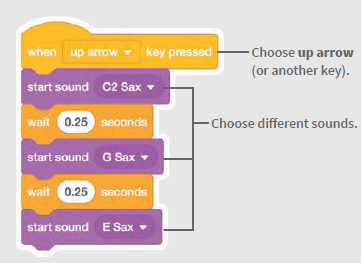 when up arrow key pressed
Choose up arrow
(or another key).
start sound C2 Sax
wait 0.25 seconds
Choose different sounds.
start sound G Sax
wait 0.25 seconds
start sound E Sax